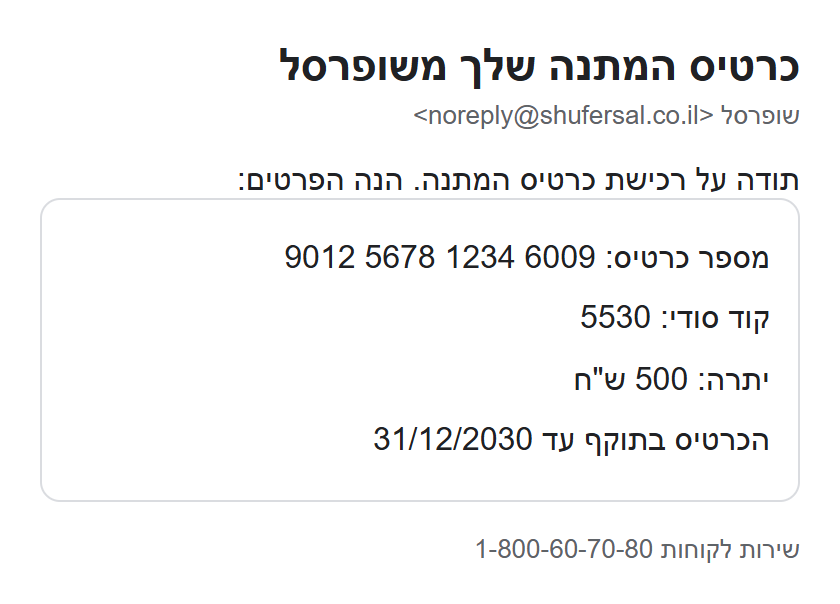 כרטיס המתנה שלך משופרסל
שופרסל <noreply@shufersal.co.il>
תודה על רכישת כרטיס המתנה. הנה הפרטים:
מספר כרטיס: 6009 1234 5678 9012
קוד סודי: 5530
יתרה: 500 ש"ח
הכרטיס בתוקף עד 31/12/2030
שירות לקוחות 1-800-60-70-80